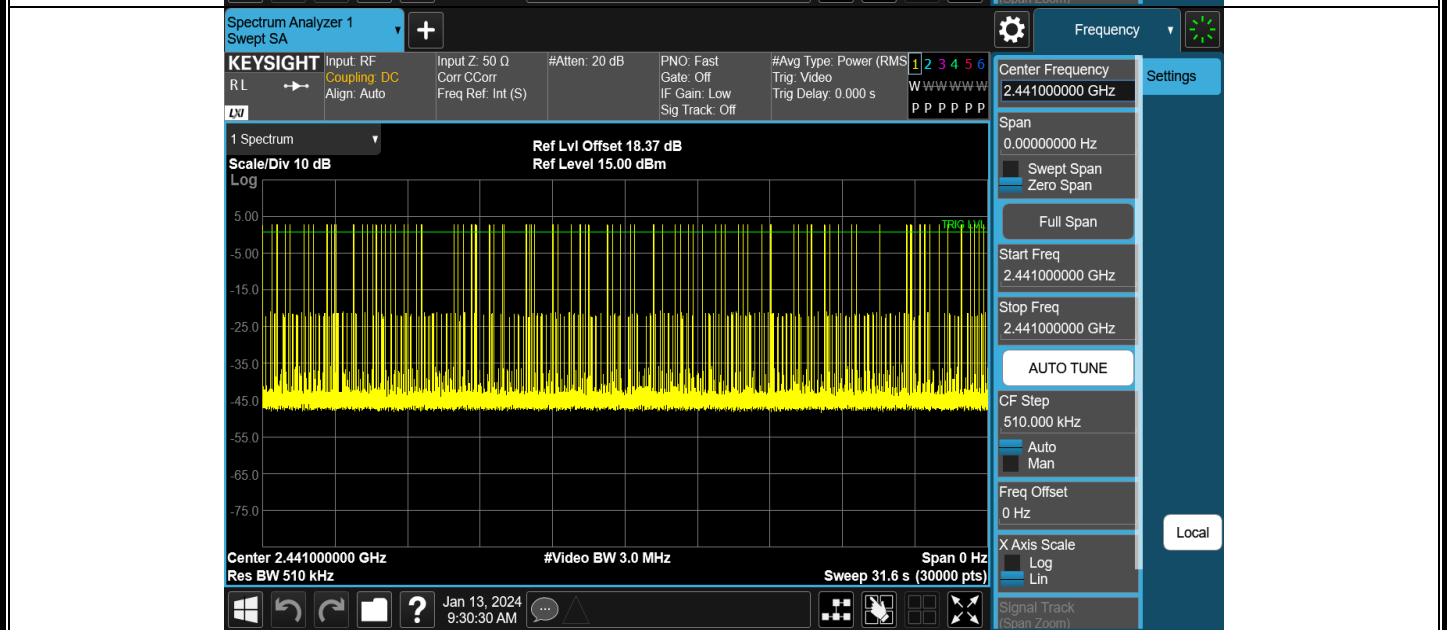 (Span Zoom)
Spectrum Analyzer 1
Swept SA
+
Frequency
KEYSIGHT
RL
LXI
Input: RF
Coupling: DC
Align: Auto
Input Z: 50 Ω
Corr CCorr
Freq Ref: Int (S)
#Atten: 20 dB
PNO: Fast
Gate: Off
IF Gain: Low
Sig Track: Off
#Avg Type: Power (RMS
Trig: Video
Trig Delay: 0.000 s
1 2 3 4 5 6
W W W W W W
P P P P P P
1 Spectrum
Scale/Div 10 dB
Log
Ref Lvl Offset 18.37 dB
Ref Level 15.00 dBm
TRIG LVL
5.00
-5.00
-15.0
-25.0
-35.0
-45.0
-55.0
-65.0
-75.0
Center 2.441000000 GHz
#Video BW 3.0 MHz
Span 0 Hz
Res BW 510 kHz
Sweep 31.6 s (30000 pts)
Jan 13, 2024
9:30:30 AM
?
Center Frequency
2.441000000 GHz
Settings
Span
0.00000000 Hz
Swept Span
Zero Span
Full Span
Start Freq
2.441000000 GHz
Stop Freq
2.441000000 GHz
AUTO TUNE
CF Step
510.000 kHz
Auto
Man
Freq Offset
0 Hz
X Axis Scale
Log
Lin
Local
Signal Track
(Span Zoom)